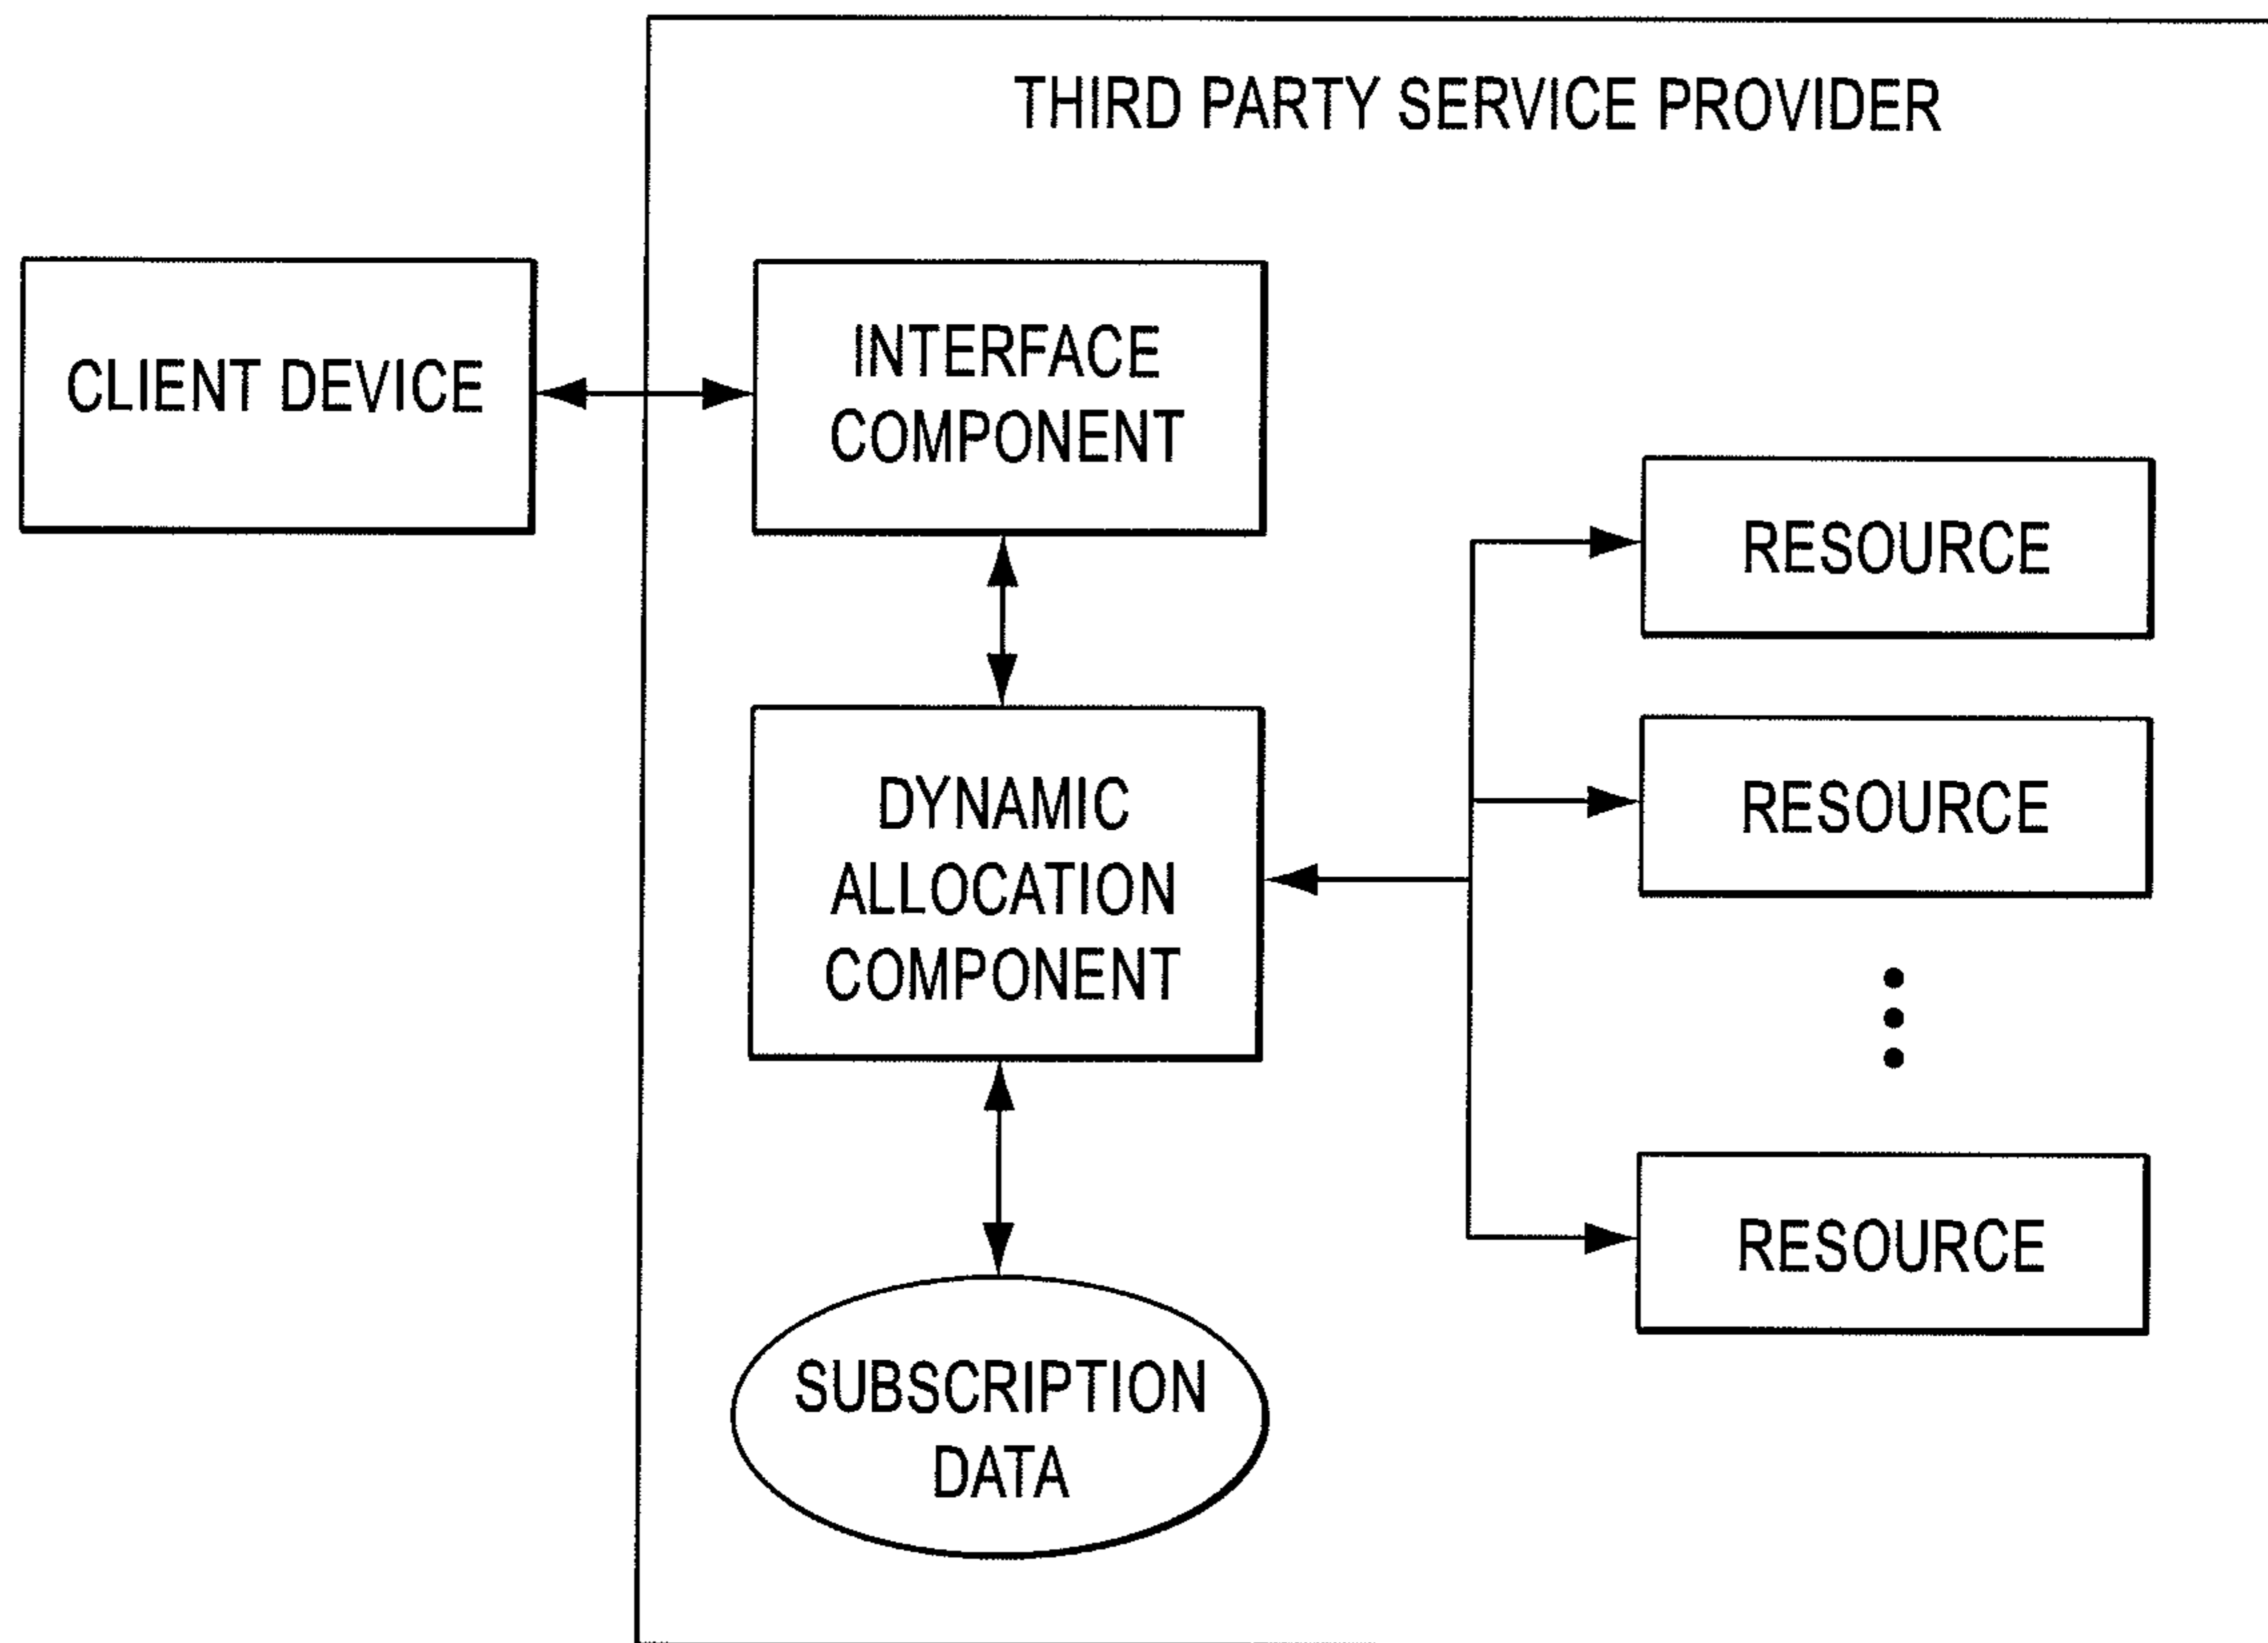 THIRD PARTY SERVICE PROVIDER
CLIENT DEVICE
INTERFACE
COMPONENT
RESOURCE
DYNAMIC
ALLOCATION
COMPONENT
RESOURCE
RESOURCE
SUBSCRIPTION
DATA